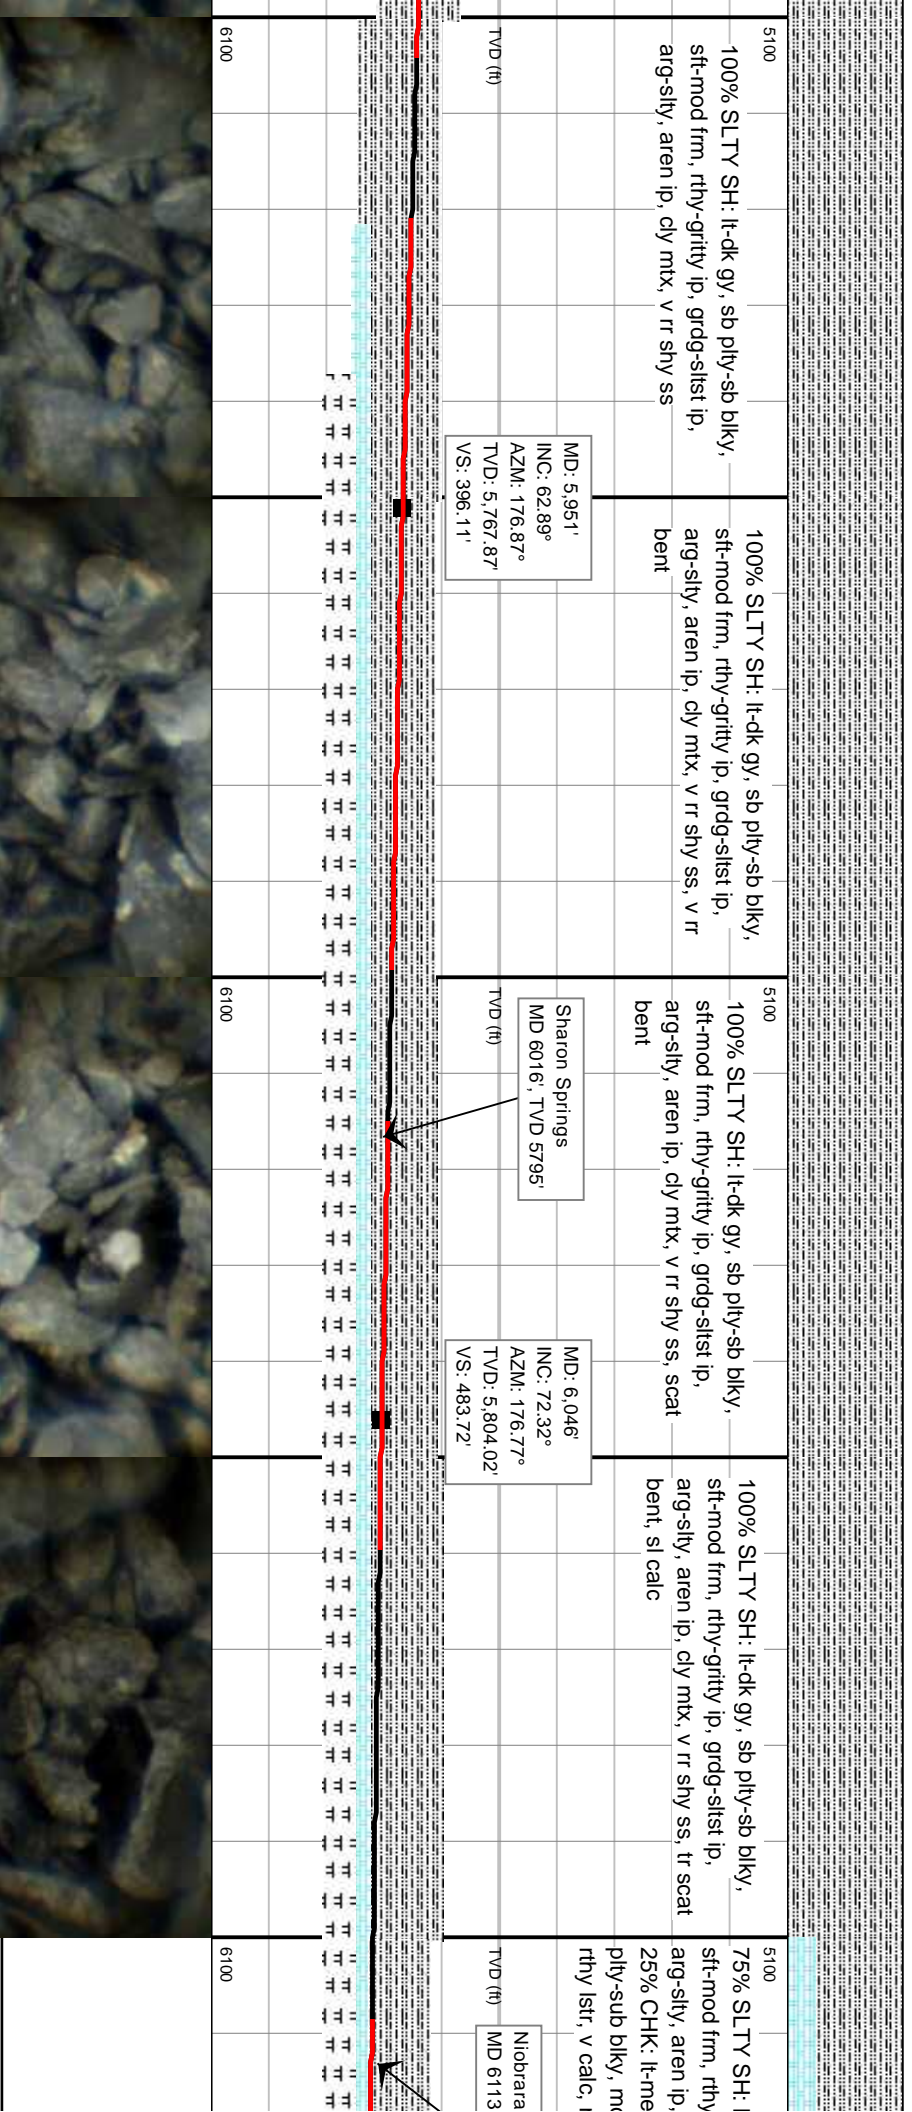 5100
TVD (ft)
6100
100% SLTY SH: lt-dk gy, sb plty-sb blky,
sft-mod frm, rthy-gritty ip, grdg-sltst ip,
arg-slty, aren ip, cly mtx, v rr shy ss
MD: 5,951'
INC: 62.89°
AZM: 176.87°
TVD: 5,767.87'
VS: 396.11'
100% SLTY SH: lt-dk gy, sb plty-sb blky,
sft-mod frm, rthy-gritty ip, grdg-sltst ip,
arg-slty, aren ip, cly mtx, v rr shy ss, v rr
bent
5100
TVD (ft)
6100
100% SLTY SH: lt-dk gy, sb plty-sb blky,
sft-mod frm, rthy-gritty ip, grdg-sltst ip,
arg-slty, aren ip, cly mtx, v rr shy ss, scat
bent
Sharon Springs
MD 6016', TVD 5795'
MD: 6,046'
INC: 72.32°
AZM: 176.77°
TVD: 5,804.02'
VS: 483.72'
100% SLTY SH: lt-dk gy, sb plty-sb blky,
sft-mod frm, rthy-gritty ip, grdg-sltst ip,
arg-slty, aren ip, cly mtx, v rr shy ss, tr scat
bent, sl calc
5100
TVD (ft)
6100
75% SLTY SH:
sft-mod frm, rthy
arg-slty, aren ip,
25% CHK: lt-me
plty-sub blky, mo
rthy lstr, v calc,
Niobrara
MD 6113